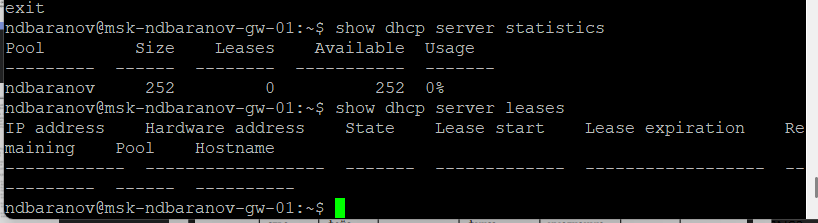 exit
ndbaranov@msk-ndbaranov-gw-01:~$ show dhcp server statistics
Pool         Size    Leases    Available  Usage
---------  ------  --------  -----------  -------
ndbaranov     252         0          252  0%
ndbaranov@msk-ndbaranov-gw-01:~$ show dhcp server leases
IP address    Hardware address    State    Lease start    Lease expiration    Re
maining    Pool    Hostname
------------  ------------------  -------  -------------  ------------------  --
---------  ------  ----------
ndbaranov@msk-ndbaranov-gw-01:~$